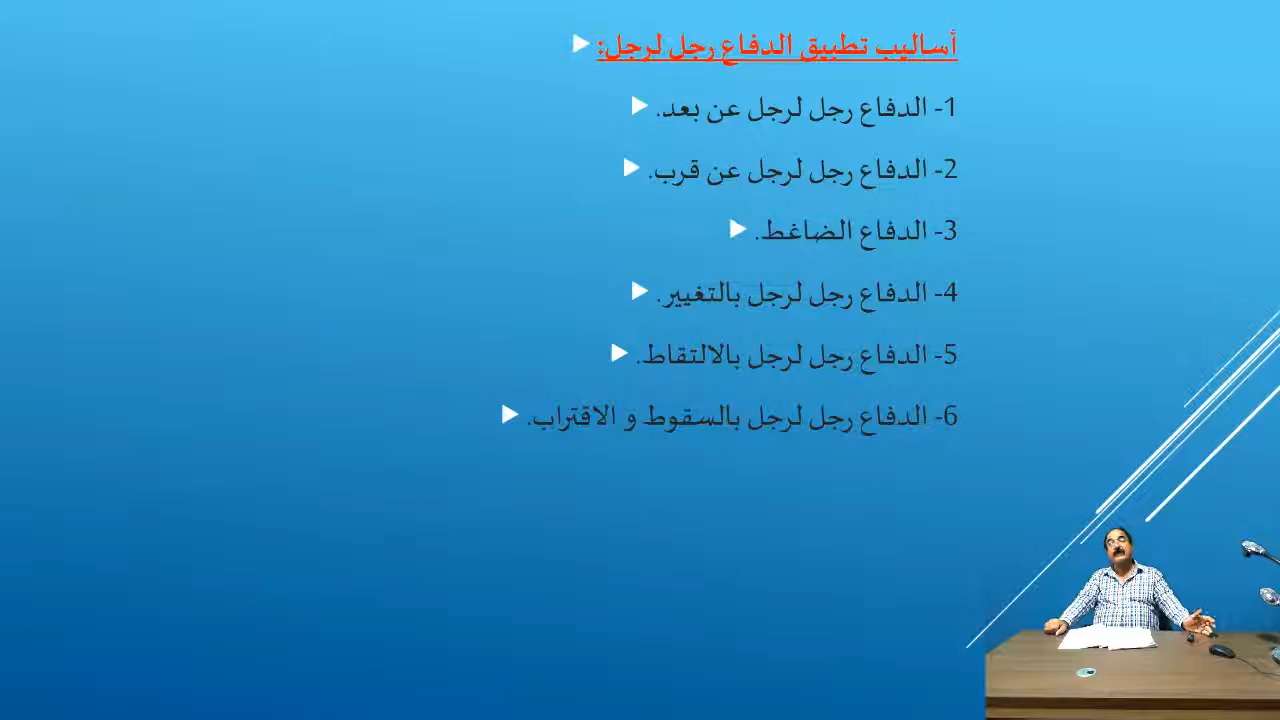 أساليب تطبيق الدفاع رجل لرجل:
1- الدفاع رجل لرجل عن بعد.
2- الدفاع رجل لرجل عن قرب.
3- الدفاع الضاغط.
4- الدفاع رجل لرجل بالتغيير.
5- الدفاع رجل لرجل بالالتقاط.
6- الدفاع رجل لرجل بالسقوط و الاقتراب.